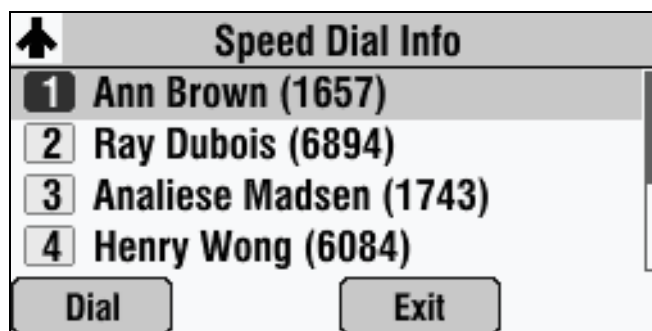 Speed Dial Info
1 Ann Brown (1657)
2 Ray Dubois (6894)
3 Analiese Madsen (1743)
4 Henry Wong (6084)
Dial Exit